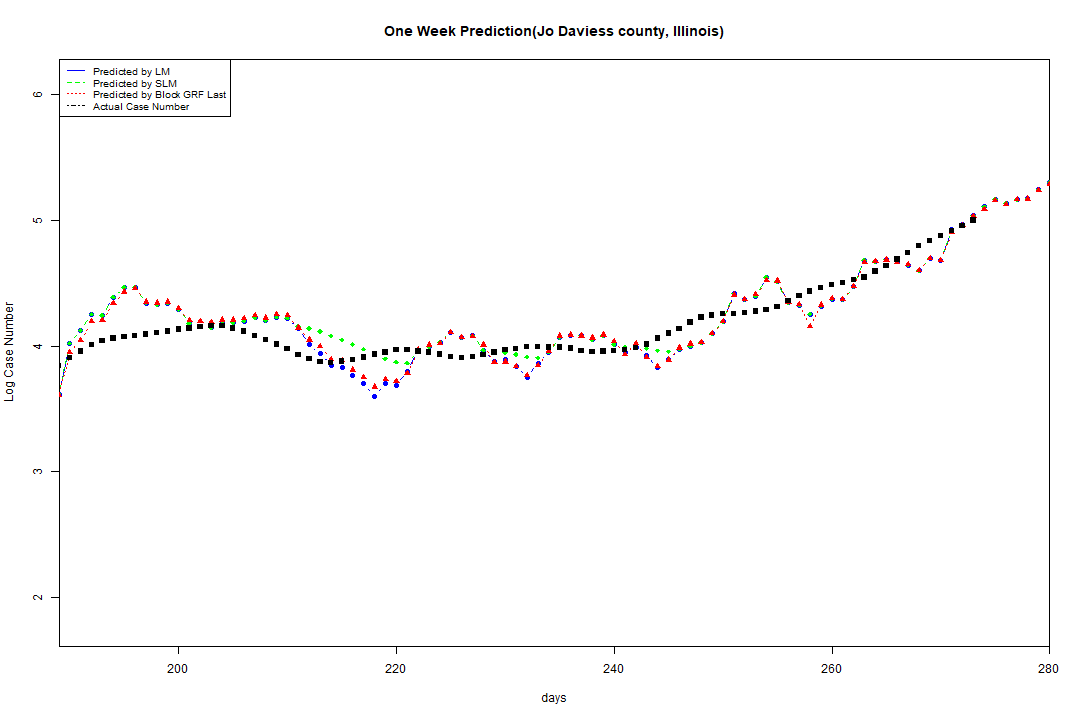 One Week Prediction(Jo Daviess county, Illinois)
Predicted by LM
Predicted by SLM
Predicted by Block GRF Last
Actual Case Number
6
5
4
3
2
Log Case Number
200
220
240
260
280
days